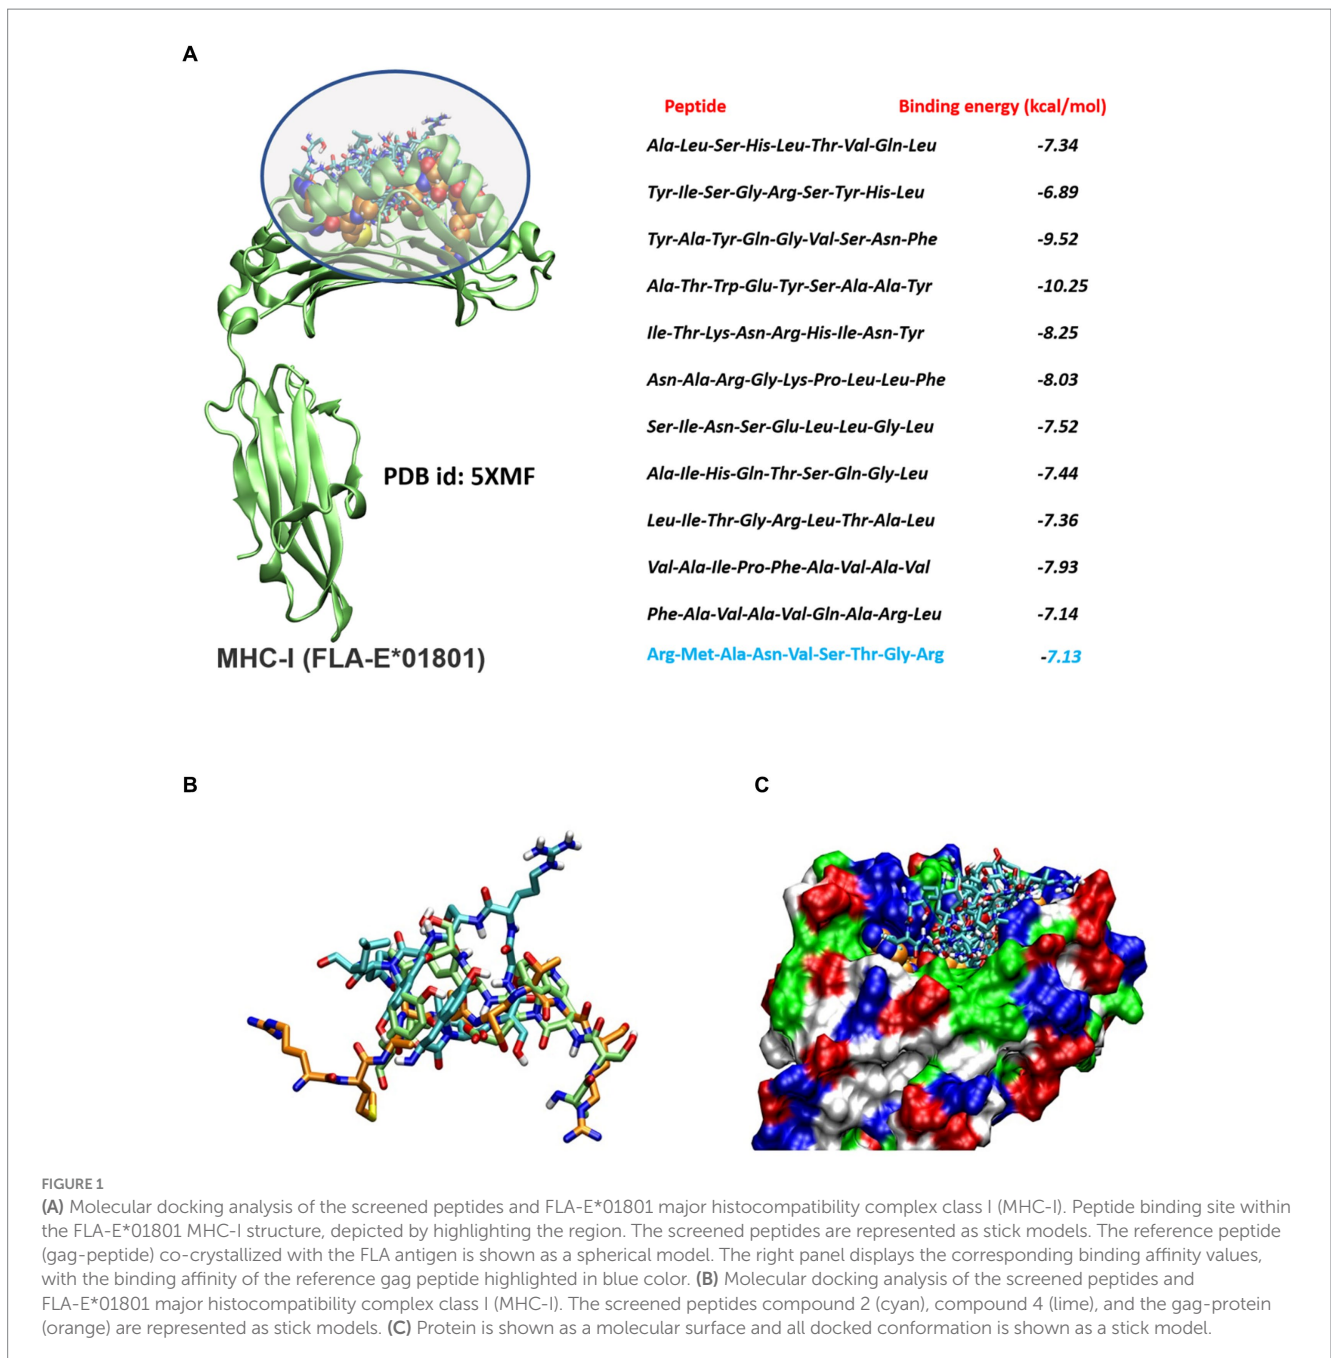 A
Peptide Binding energy (kcal/mol)
Ala-Leu-Ser-His-Leu-Thr-Val-Gln-Leu -7.34
Tyr-Ile-Ser-Gly-Arg-Ser-Tyr-His-Leu -6.89
Tyr-Ala-Tyr-Gln-Gly-Val-Ser-Asn-Phe -9.52
Ala-Thr-Trp-Glu-Tyr-Ser-Ala-Ala-Tyr -10.25
Ile-Thr-Lys-Asn-Arg-His-Ile-Asn-Tyr -8.25
Asn-Ala-Arg-Gly-Lys-Pro-Leu-Leu-Phe -8.03
Ser-Ile-Asn-Ser-Glu-Leu-Leu-Gly-Leu -7.52
Ala-Ile-His-Gln-Thr-Ser-Gln-Gly-Leu -7.44
Leu-Ile-Thr-Gly-Arg-Leu-Thr-Ala-Leu -7.36
Val-Ala-Ile-Pro-Phe-Ala-Val-Ala-Val -7.93
Phe-Ala-Val-Ala-Val-Gln-Ala-Arg-Leu -7.14
Arg-Met-Ala-Asn-Val-Ser-Thr-Gly-Arg -7.13
PDB id: 5XMF
MHC-I (FLA-E*01801)
B
C
FIGURE 1
(A) Molecular docking analysis of the screened peptides and FLA-E*01801 major histocompatibility complex class I (MHC-I). Peptide binding site within
the FLA-E*01801 MHC-I structure, depicted by highlighting the region. The screened peptides are represented as stick models. The reference peptide
(gag-peptide) co-crystallized with the FLA antigen is shown as a spherical model. The right panel displays the corresponding binding affinity values,
with the binding affinity of the reference gag peptide highlighted in blue color. (B) Molecular docking analysis of the screened peptides and
FLA-E*01801 major histocompatibility complex class I (MHC-I). The screened peptides compound 2 (cyan), compound 4 (lime), and the gag-protein
(orange) are represented as stick models. (C) Protein is shown as a molecular surface and all docked conformation is shown as a stick model.